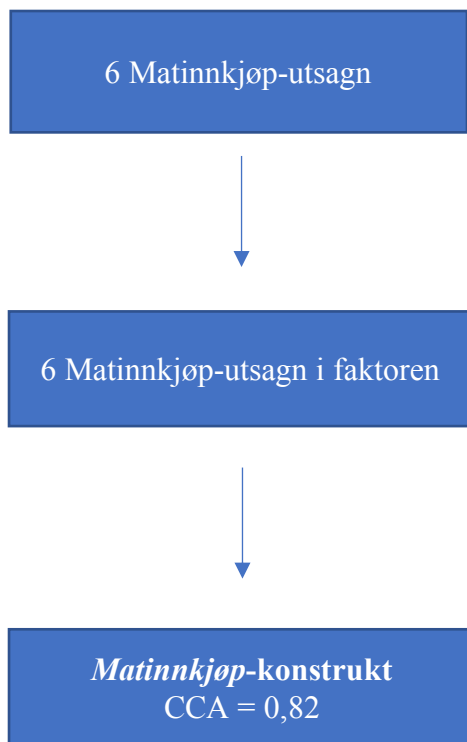 6 Matinnkjøp-utsagn
6 Matinnkjøp-utsagn i faktoren
Matinnkjøp-konstrukt
CCA = 0,82